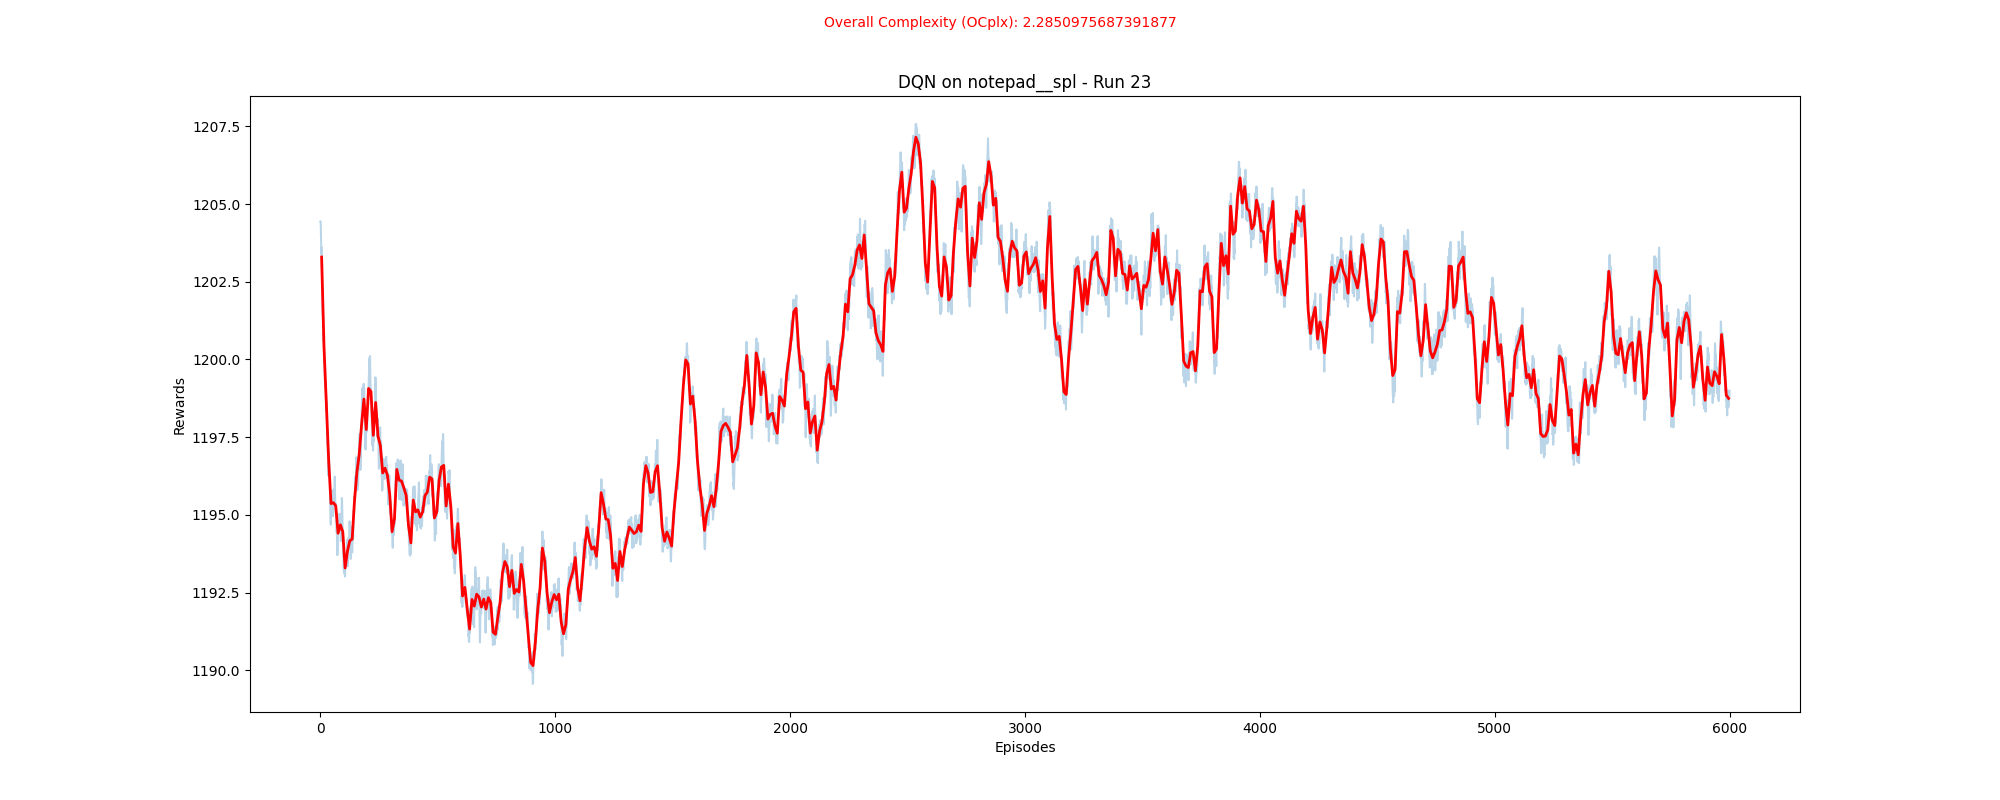 Overall Complexity (OCplx): 2.2850975687391877
DQN on notepad__spl - Run 23
1207.5
1205.0
1202.5
1200.0
1197.5
1195.0
1192.5
1190.0
Rewards
0 1000 2000 3000 4000 5000 6000
Episodes